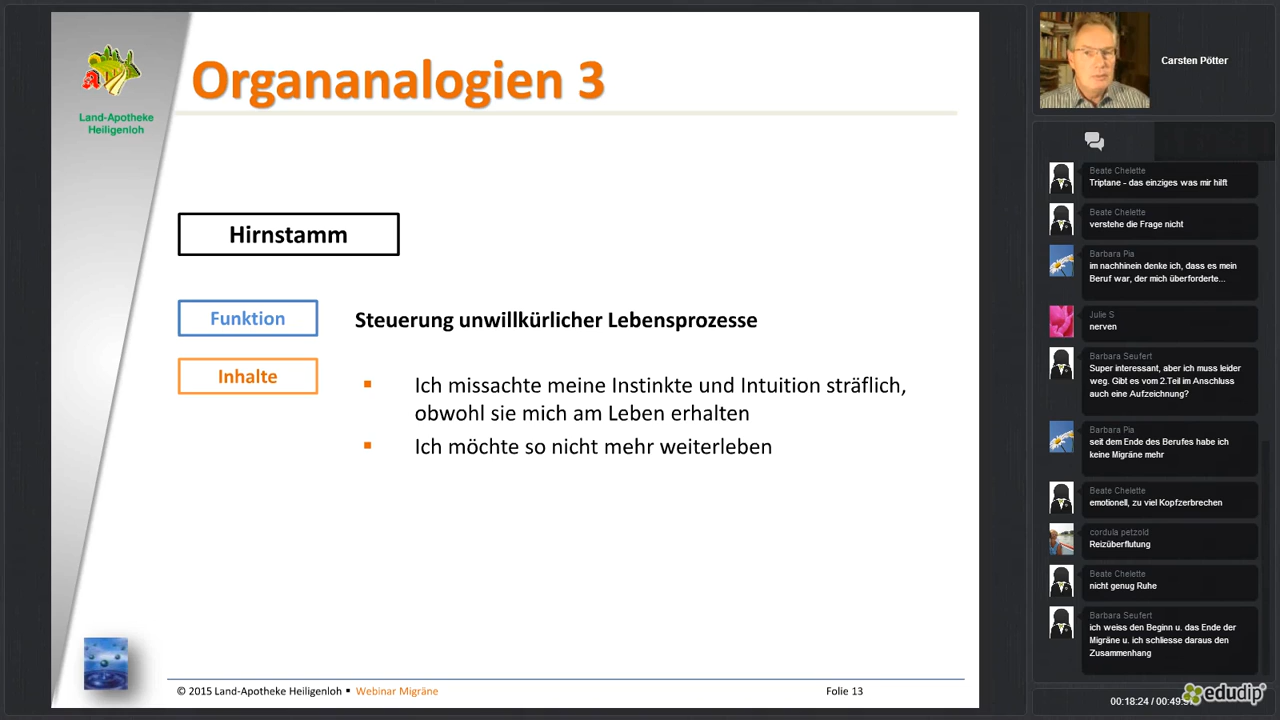 Organanalogien 3
Land-Apotheke
Heiligenloh
Hirnstamm
Funktion
Steuerung unwillkürlicher Lebensprozesse
Inhalte
Ich missachte meine Instinkte und Intuition sträflich,
obwohl sie mich am Leben erhalten
Ich möchte so nicht mehr weiterleben
© 2015 Land-Apotheke Heiligenloh ▪ Webinar Migräne
Folie 13
Carsten Pötter
Beate Chelette
Triptane - das einziges was mir hilft
Beate Chelette
verstehe die Frage nicht
Barbara Pia
im nachhinein denke ich, dass es mein
Beruf war, der mich überforderte...
Julie S
nerven
Barbara Seufert
Super interessant, aber ich muss leider
weg. Gibt es vom 2.Teil im Anschluss
auch eine Aufzeichnung?
Barbara Pia
seit dem Ende des Berufes habe ich
keine Migräne mehr
Beate Chelette
emotionell, zu viel Kopfzerbrechen
cordula petzold
Reizüberflutung
Beate Chelette
nicht genug Ruhe
Barbara Seufert
ich weiss den Beginn u. das Ende der
Migräne u. ich schliesse daraus den
Zusammenhang
00:18:24
edudip